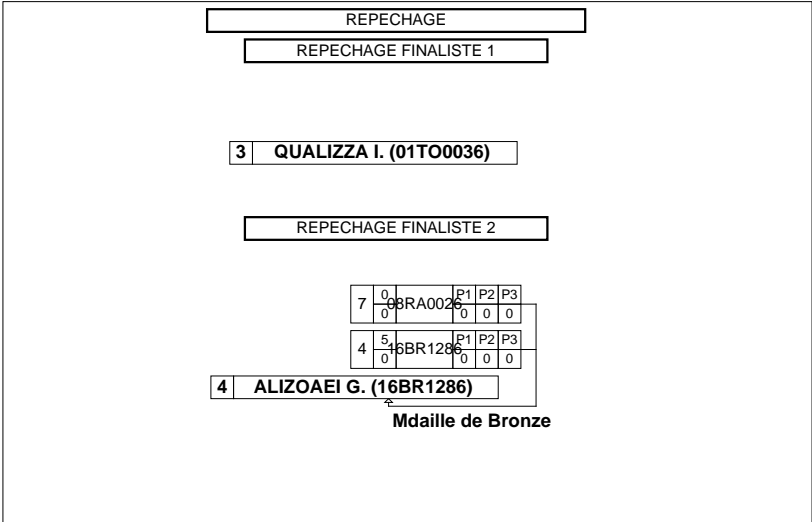 REPECHAGE
REPECHAGE FINALISTE 1
3 QUALIZZA I. (01TO0036)
REPECHAGE FINALISTE 2
7 0 08RA0026 P1 P2 P3
0 0 0 0
4 5 16BR1286 P1 P2 P3
0 0 0 0
4 ALIZOAEI G. (16BR1286)
Mdaille de Bronze